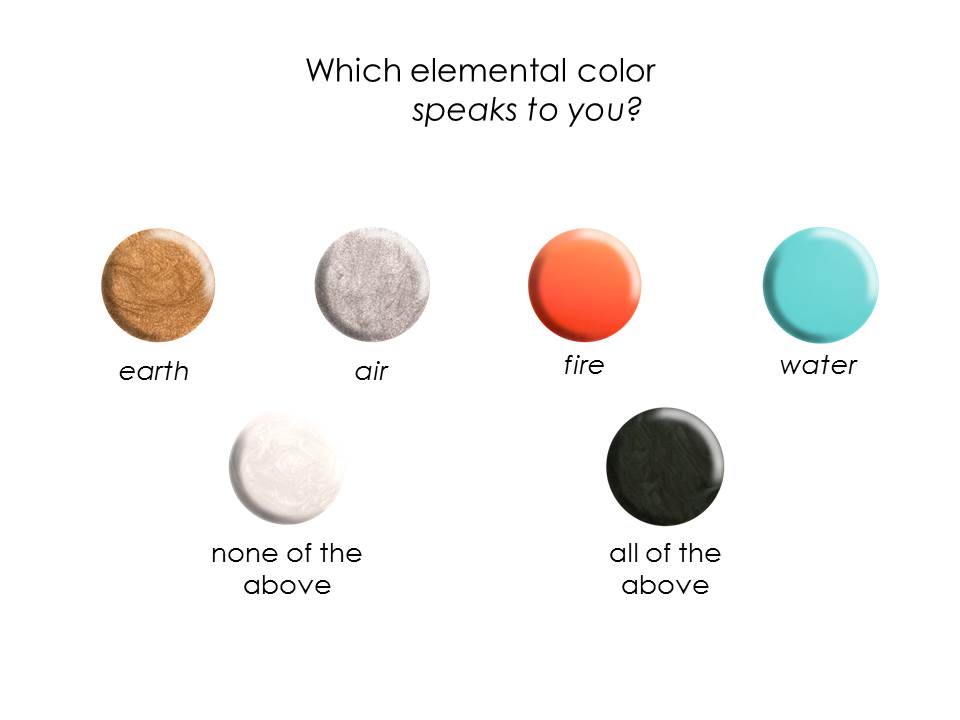 Which elemental color
speaks to you?
earth
air
fire
water
none of the
above
all of the
above